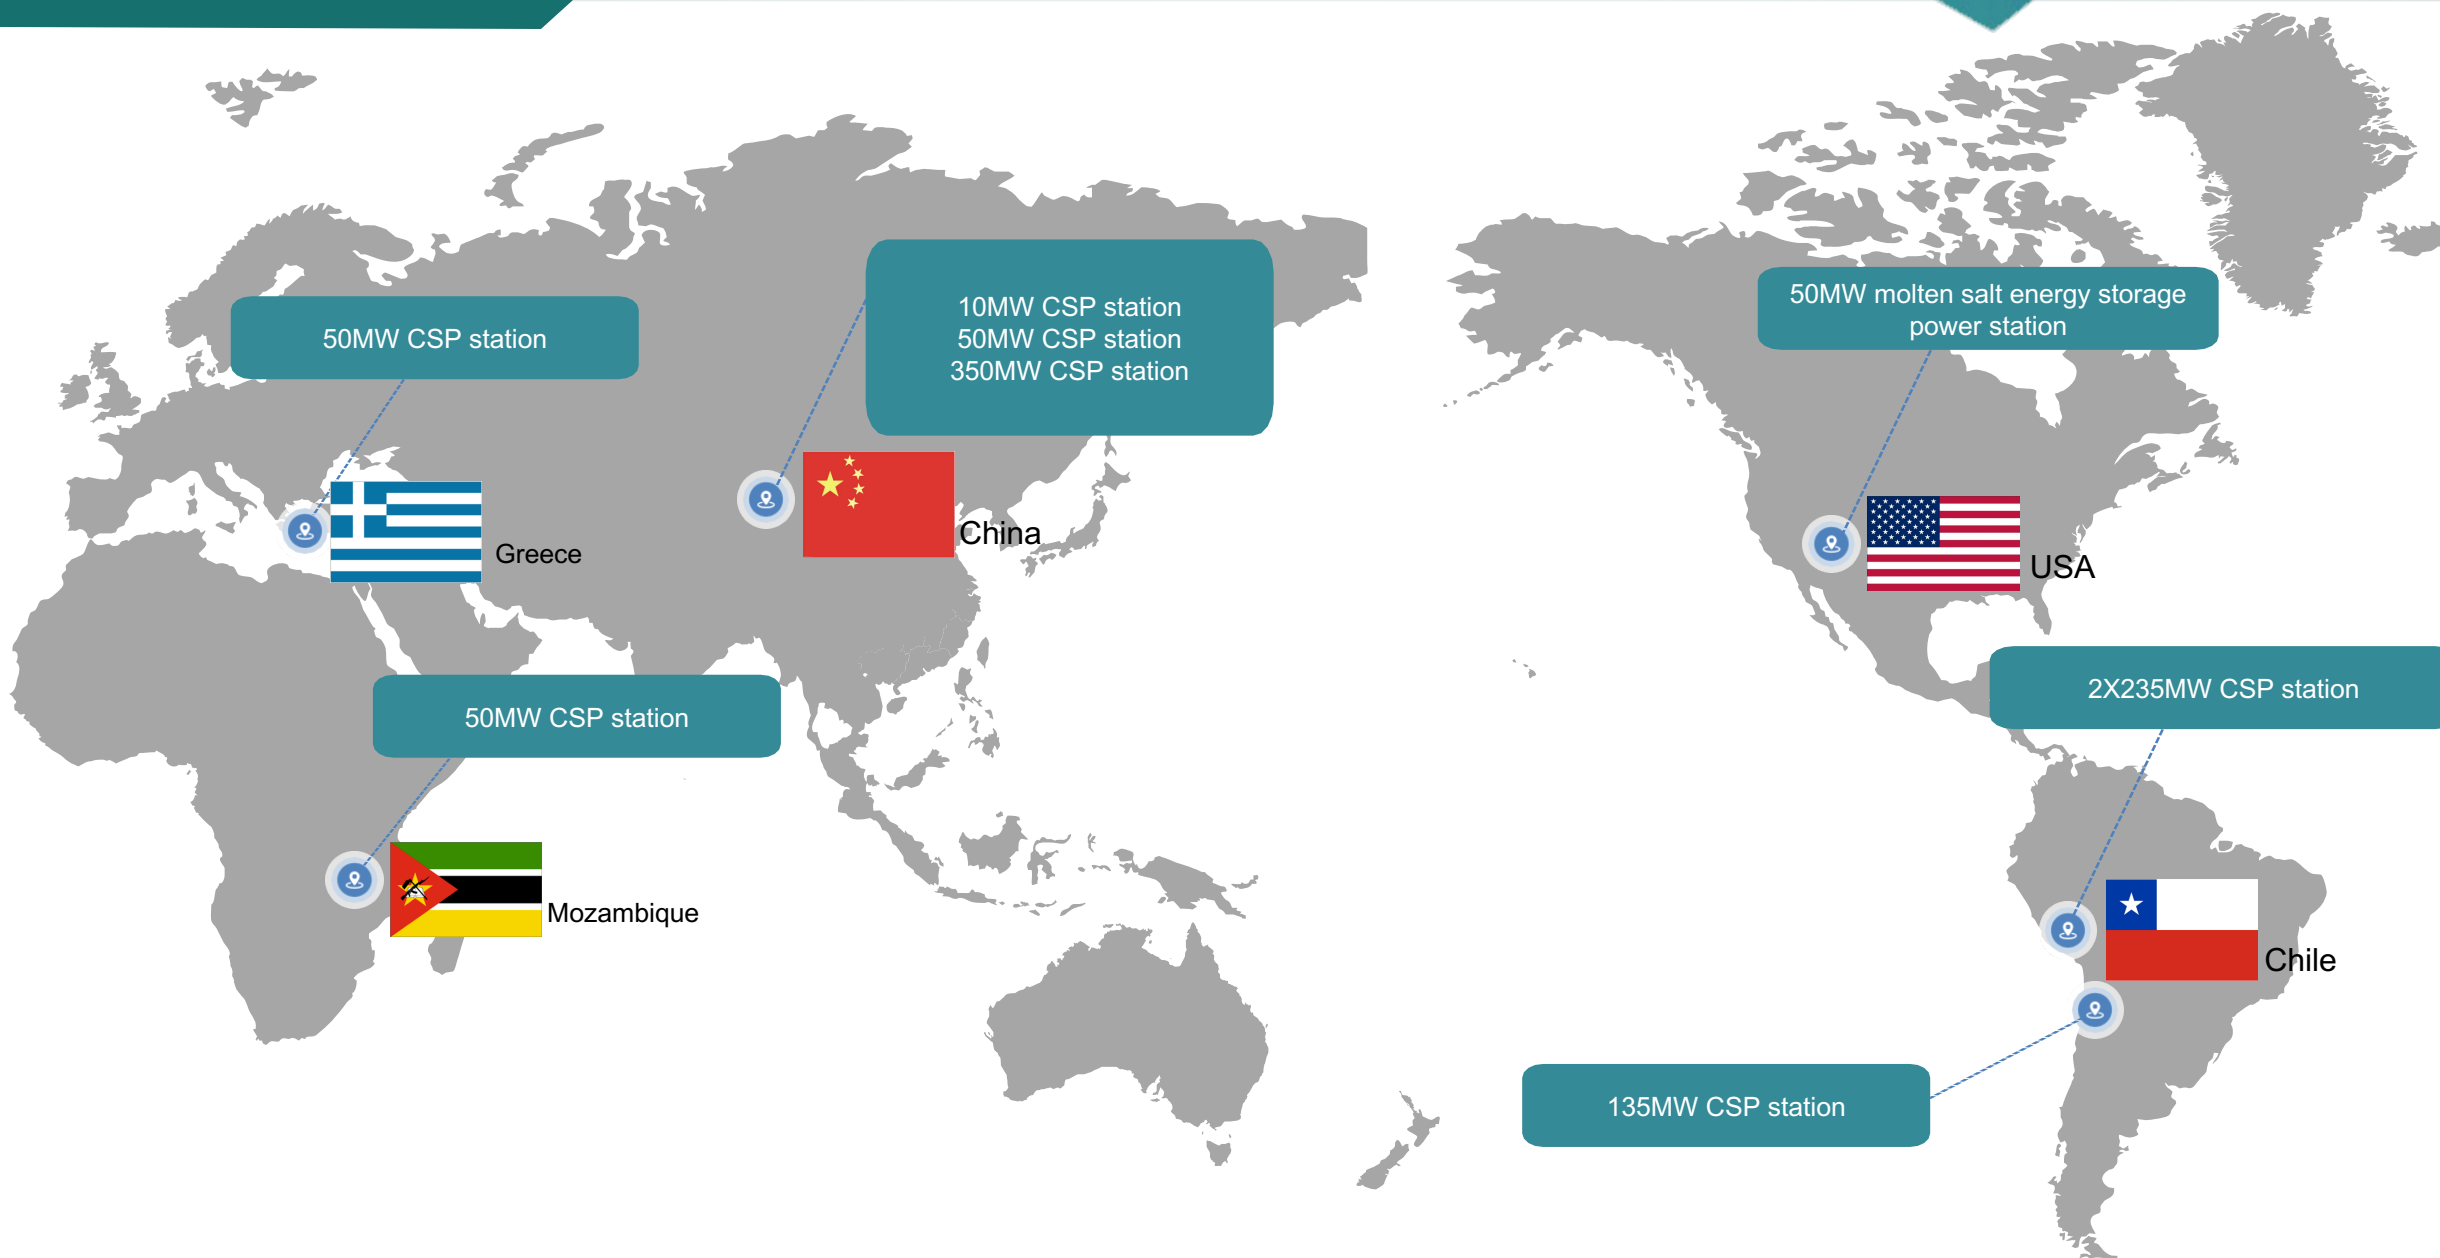 50MW CSP station
10MW CSP station
50MW CSP station
350MW CSP station
50MW molten salt energy storage
power station
Greece
China
USA
50MW CSP station
2X235MW CSP station
Mozambique
Chile
135MW CSP station